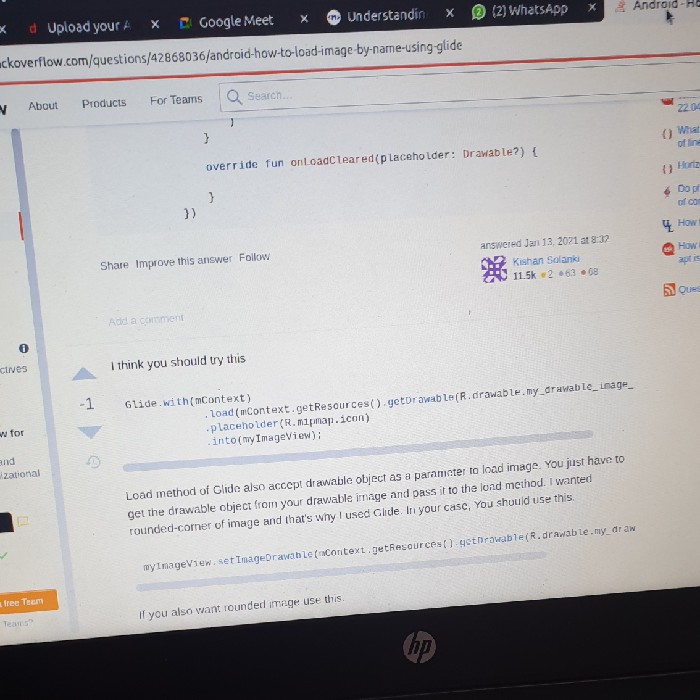 Upload your A
Google Meet
Understandin
(2) WhatsApp
Android - Ho
ckoverflow.com/questions/42868036/android-how-to-load-image-by-name-using-glide
About
Products
For Teams
Search...
}
}
override fun onLoadCleared(placeholder: Drawable?) {
}
})
22.04
What
of line
Horiz
Do pl
of con
How
How
apt is
Ques
Share Improve this answer Follow
answered Jan 13, 2021 at 8:32
Kishan Solanki
11.5k 2 63 68
Add a comment
ctives
w for
and
izational
free Team
Teams?
I think you should try this
-1
Glide.with(mContext)
.load(mContext.getResources().getDrawable(R.drawable.my_drawable_image_
.placeholder(R.mipmap.icon)
.into(myImageView);
Load method of Glide also accept drawable object as a parameter to load image. You just have to
get the drawable object from your drawable image and pass it to the load method. I wanted
rounded-corner of image and that's why I used Glide. In your case, You should use this.
myImageView.setImageDrawable(mContext.getResources().getDrawable(R.drawable.my_draw
If you also want rounded image use this.
hp